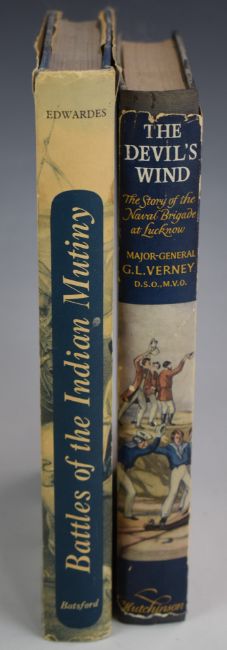 EDWARDES
Battles of the Indian Mutiny
Batsford
THE
DEVIL'S
WIND
The Story of the
Naval Brigade
at Lucknow
MAJOR-GENERAL
G.L.VERNEY
D.S.O., M.V.O.
Hutchinson